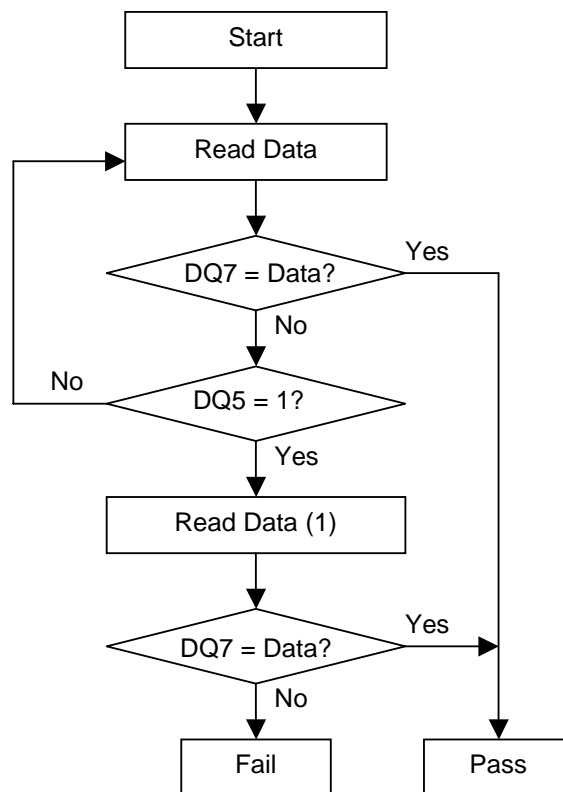 Start
Read Data
DQ7 = Data?
Yes
No
DQ5 = 1?
No
Yes
Read Data (1)
DQ7 = Data?
Yes
No
Fail
Pass